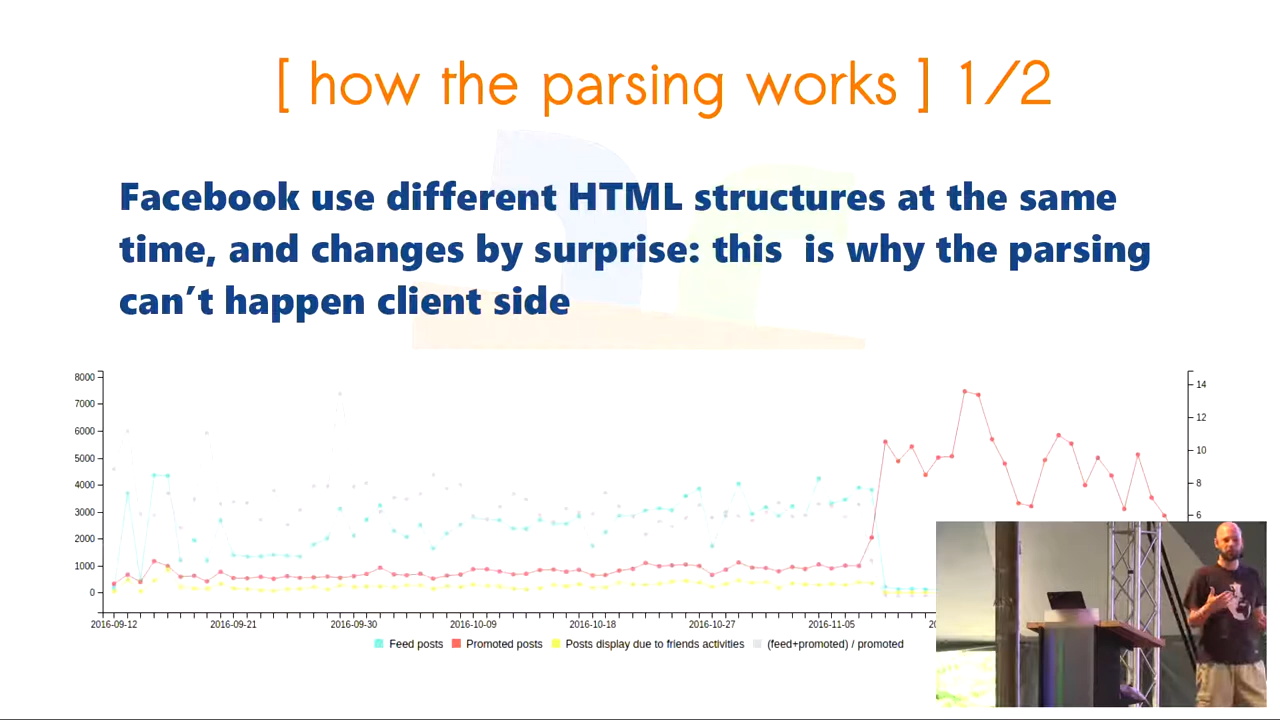 [ how the parsing works ] 1/2
Facebook use different HTML structures at the same
time, and changes by surprise: this  is why the parsing
can´t happen client side
8000
7000
6000
5000
4000
3000
2000
1000
0
14
12
10
8
6
2016-09-12
2016-09-21
2016-09-30
2016-10-09
2016-10-18
2016-10-27
2016-11-05
20
Feed posts
Promoted posts
Posts display due to friends activities
(feed+promoted) / promoted